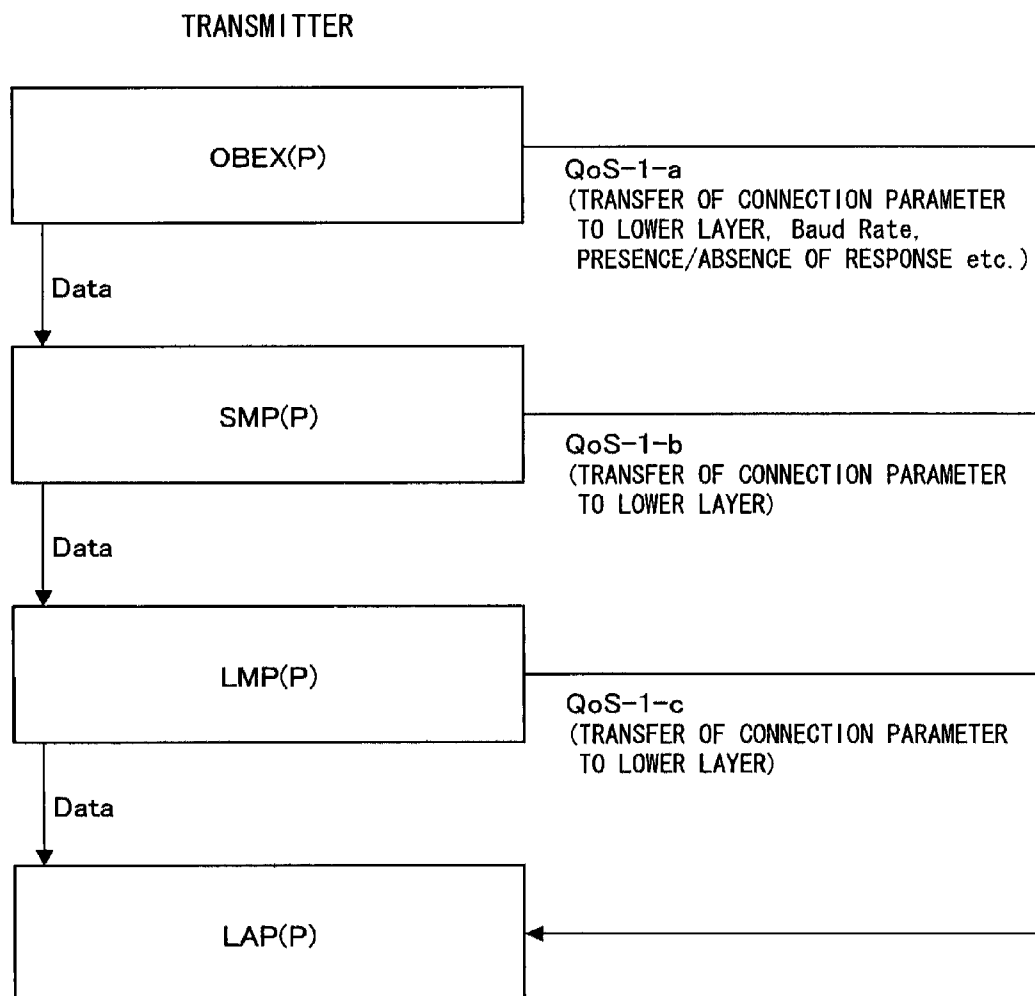 TRANSMITTER
OBEX(P)
QoS-1-a
(TRANSFER OF CONNECTION PARAMETER
TO LOWER LAYER, Baud Rate,
PRESENCE/ABSENCE OF RESPONSE etc.)
Data
SMP(P)
QoS-1-b
(TRANSFER OF CONNECTION PARAMETER
TO LOWER LAYER)
Data
LMP(P)
QoS-1-c
(TRANSFER OF CONNECTION PARAMETER
TO LOWER LAYER)
Data
LAP(P)